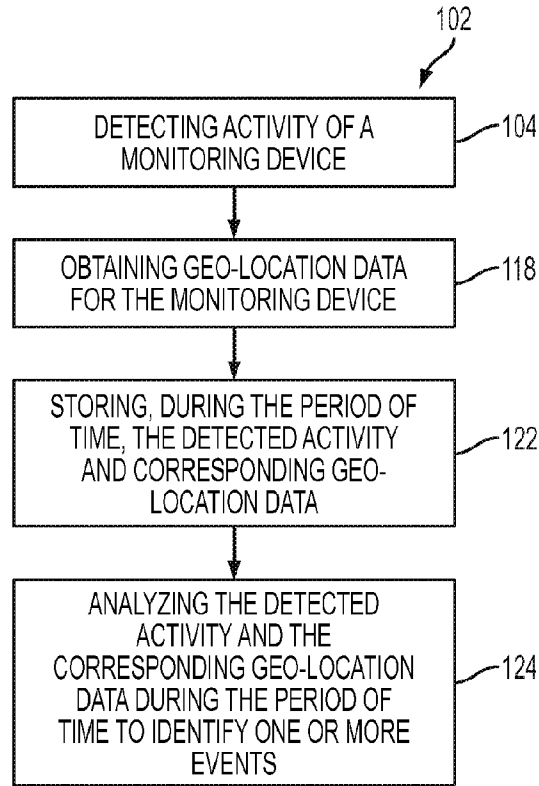 102
DETECTING ACTIVITY OF A
MONITORING DEVICE
104
OBTAINING GEO-LOCATION DATA
FOR THE MONITORING DEVICE
118
STORING, DURING THE PERIOD OF
TIME, THE DETECTED ACTIVITY
AND CORRESPONDING GEO-
LOCATION DATA
122
ANALYZING THE DETECTED
ACTIVITY AND THE
CORRESPONDING GEO-LOCATION
DATA DURING THE PERIOD OF
TIME TO IDENTIFY ONE OR MORE
EVENTS
124